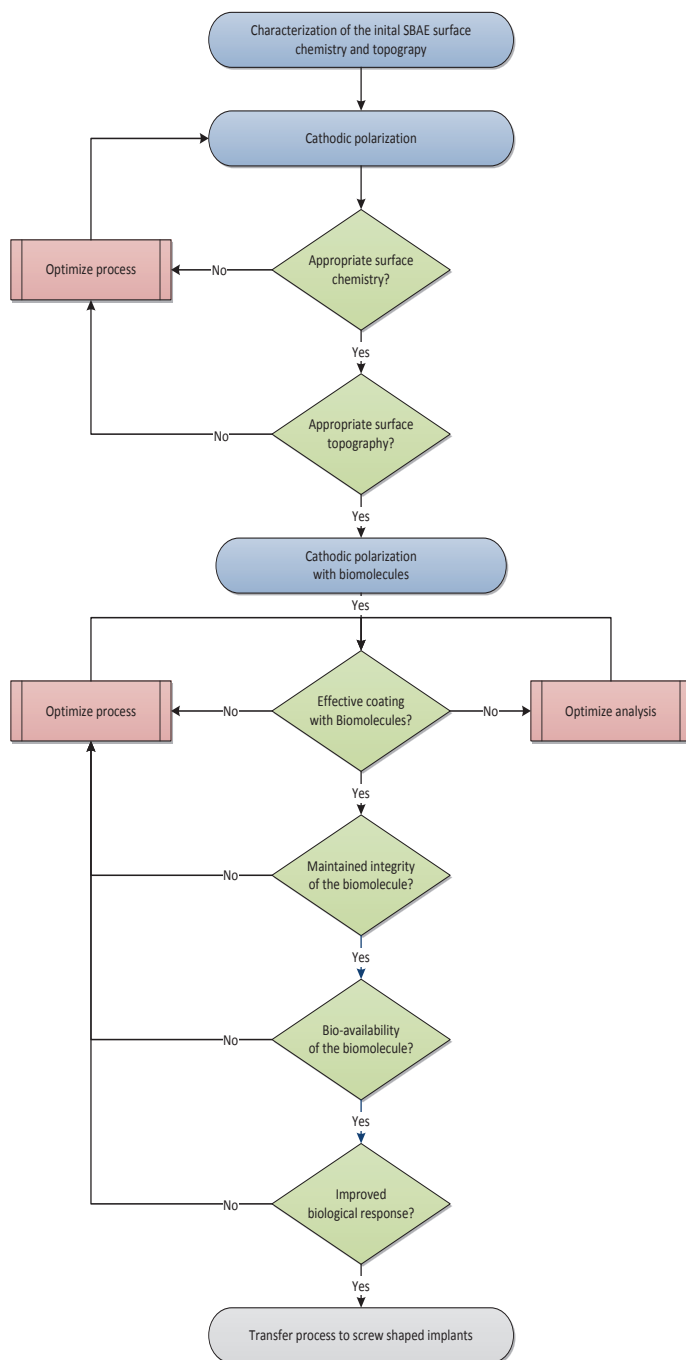 Characterization of the inital SBAE surface
chemistry and topograpy
Cathodic polarization
Optimize process
No
Appropriate surface
chemistry?
Yes
No
Appropriate surface
topography?
Yes
Cathodic polarization
with biomolecules
Yes
Optimize process
No
Effective coating
with Biomolecules?
No
Optimize analysis
Yes
No
Maintained integrity
of the biomolecule?
Yes
No
Bio-availability
of the biomolecule?
Yes
No
Improved
biological response?
Yes
Transfer process to screw shaped implants